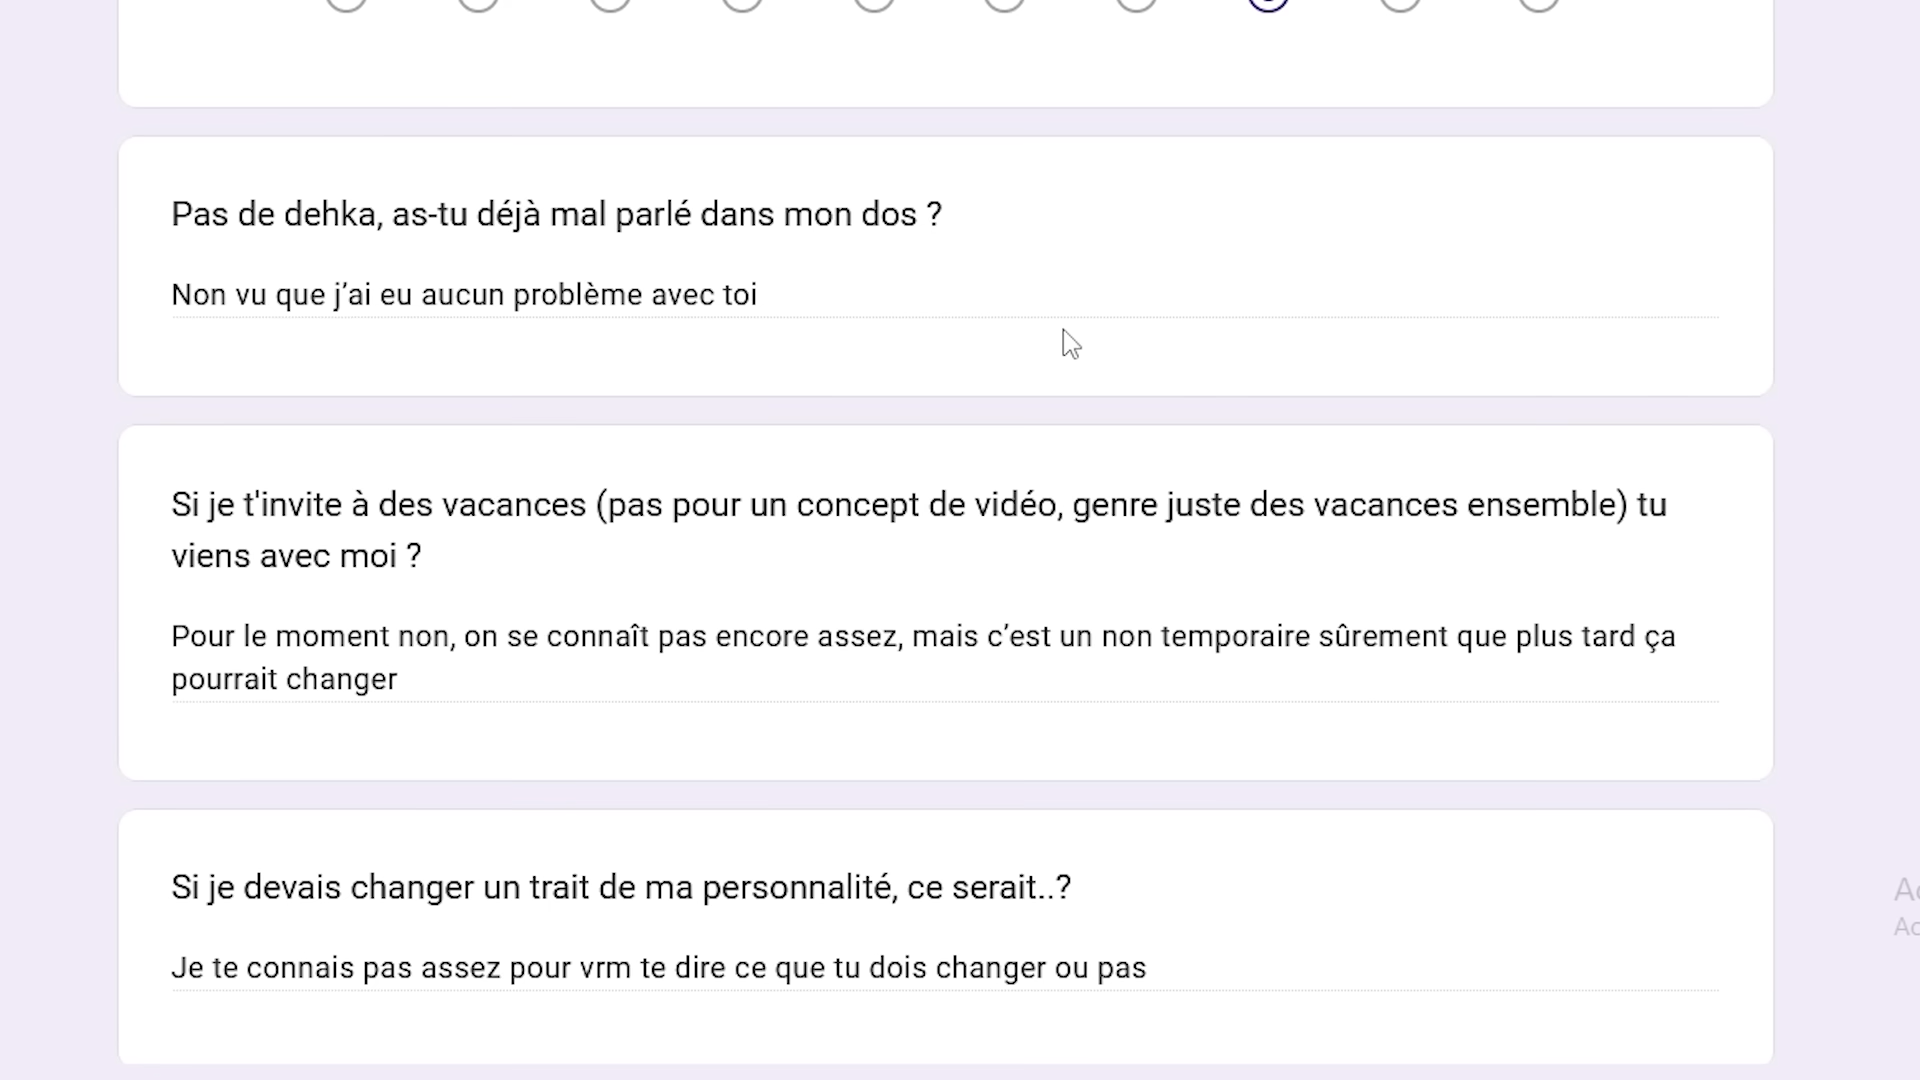 Pas de dehka, as-tu déjà mal parlé dans mon dos ?
Non vu que j’ai eu aucun problème avec toi
Si je t'invite à des vacances (pas pour un concept de vidéo, genre juste des vacances ensemble) tu
viens avec moi ?
Pour le moment non, on se connaît pas encore assez, mais c’est un non temporaire sûrement que plus tard ça
pourrait changer
Si je devais changer un trait de ma personnalité, ce serait..?
Je te connais pas assez pour vrm te dire ce que tu dois changer ou pas